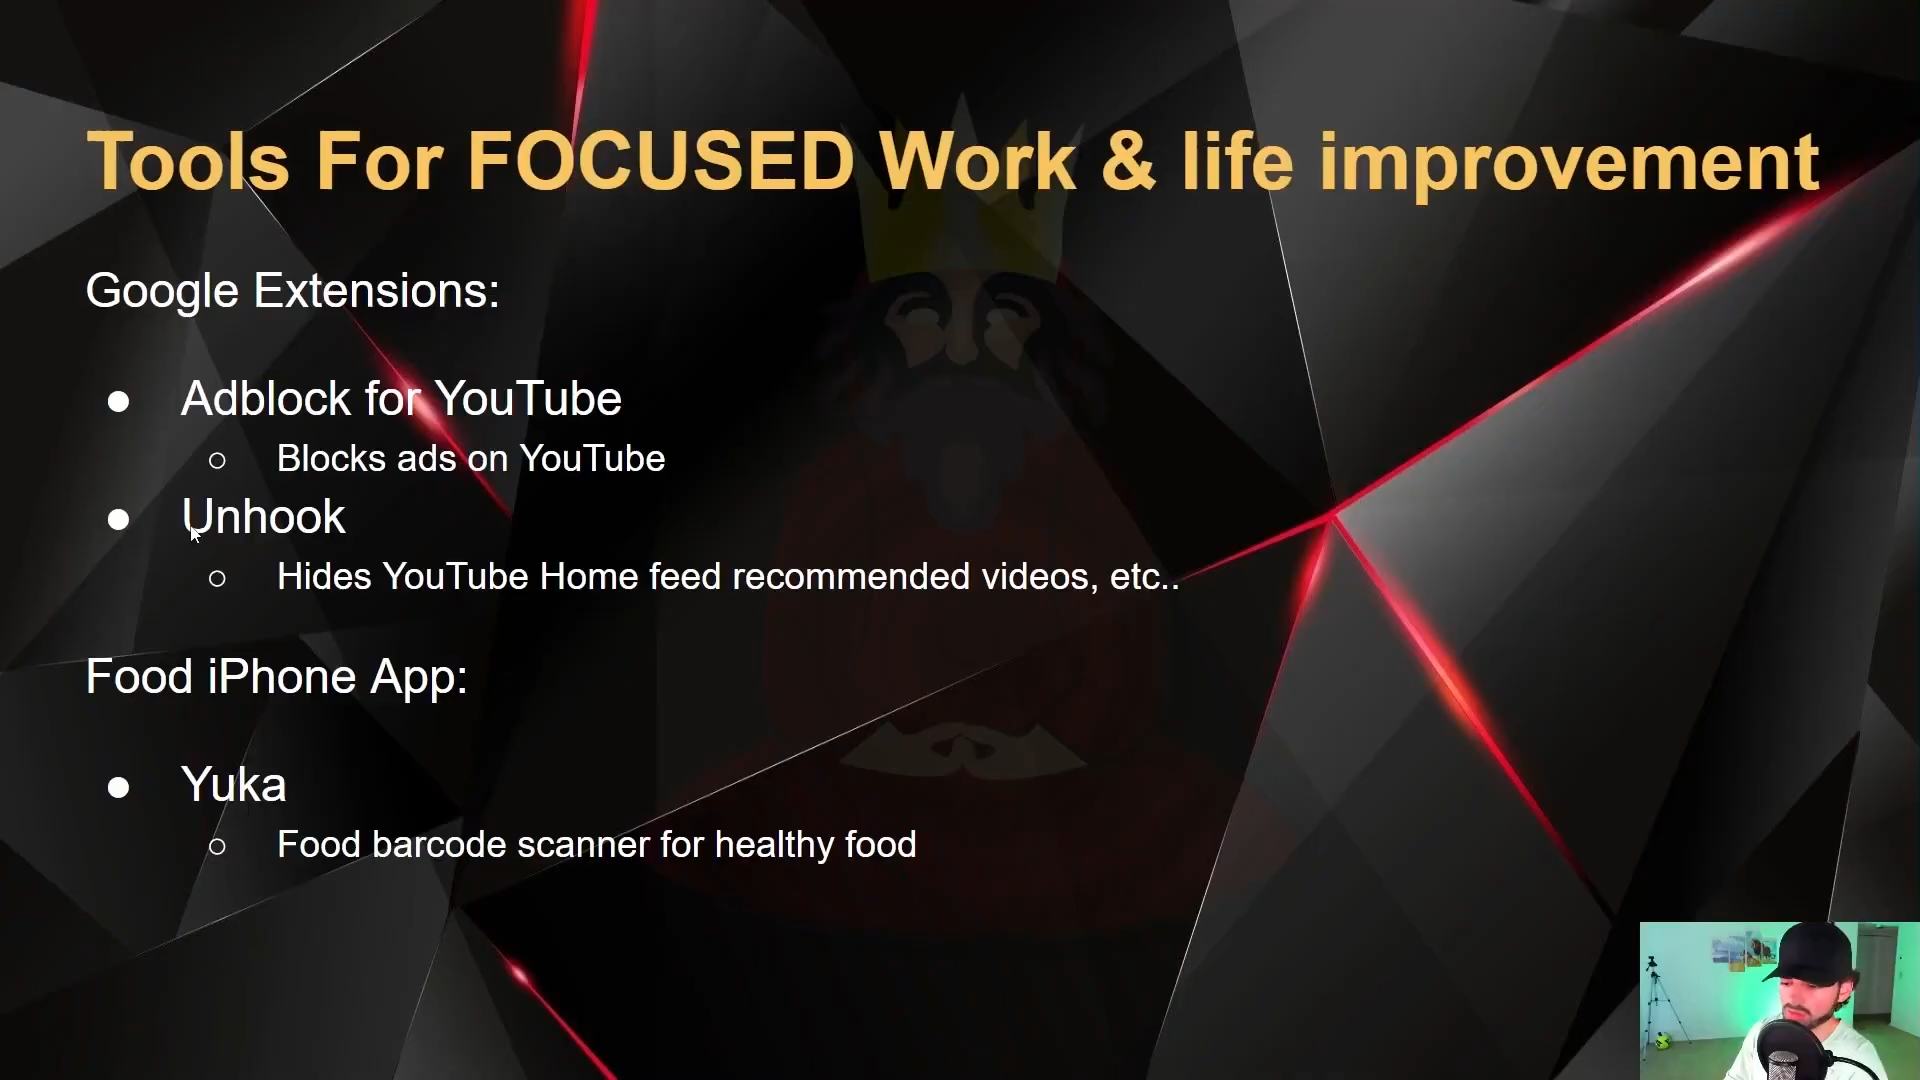 Tools For FOCUSED Work & life improvement
Google Extensions:
● Adblock for YouTube
○ Blocks ads on YouTube
● Unhook
○ Hides YouTube Home feed recommended videos, etc..
Food iPhone App:
● Yuka
○ Food barcode scanner for healthy food